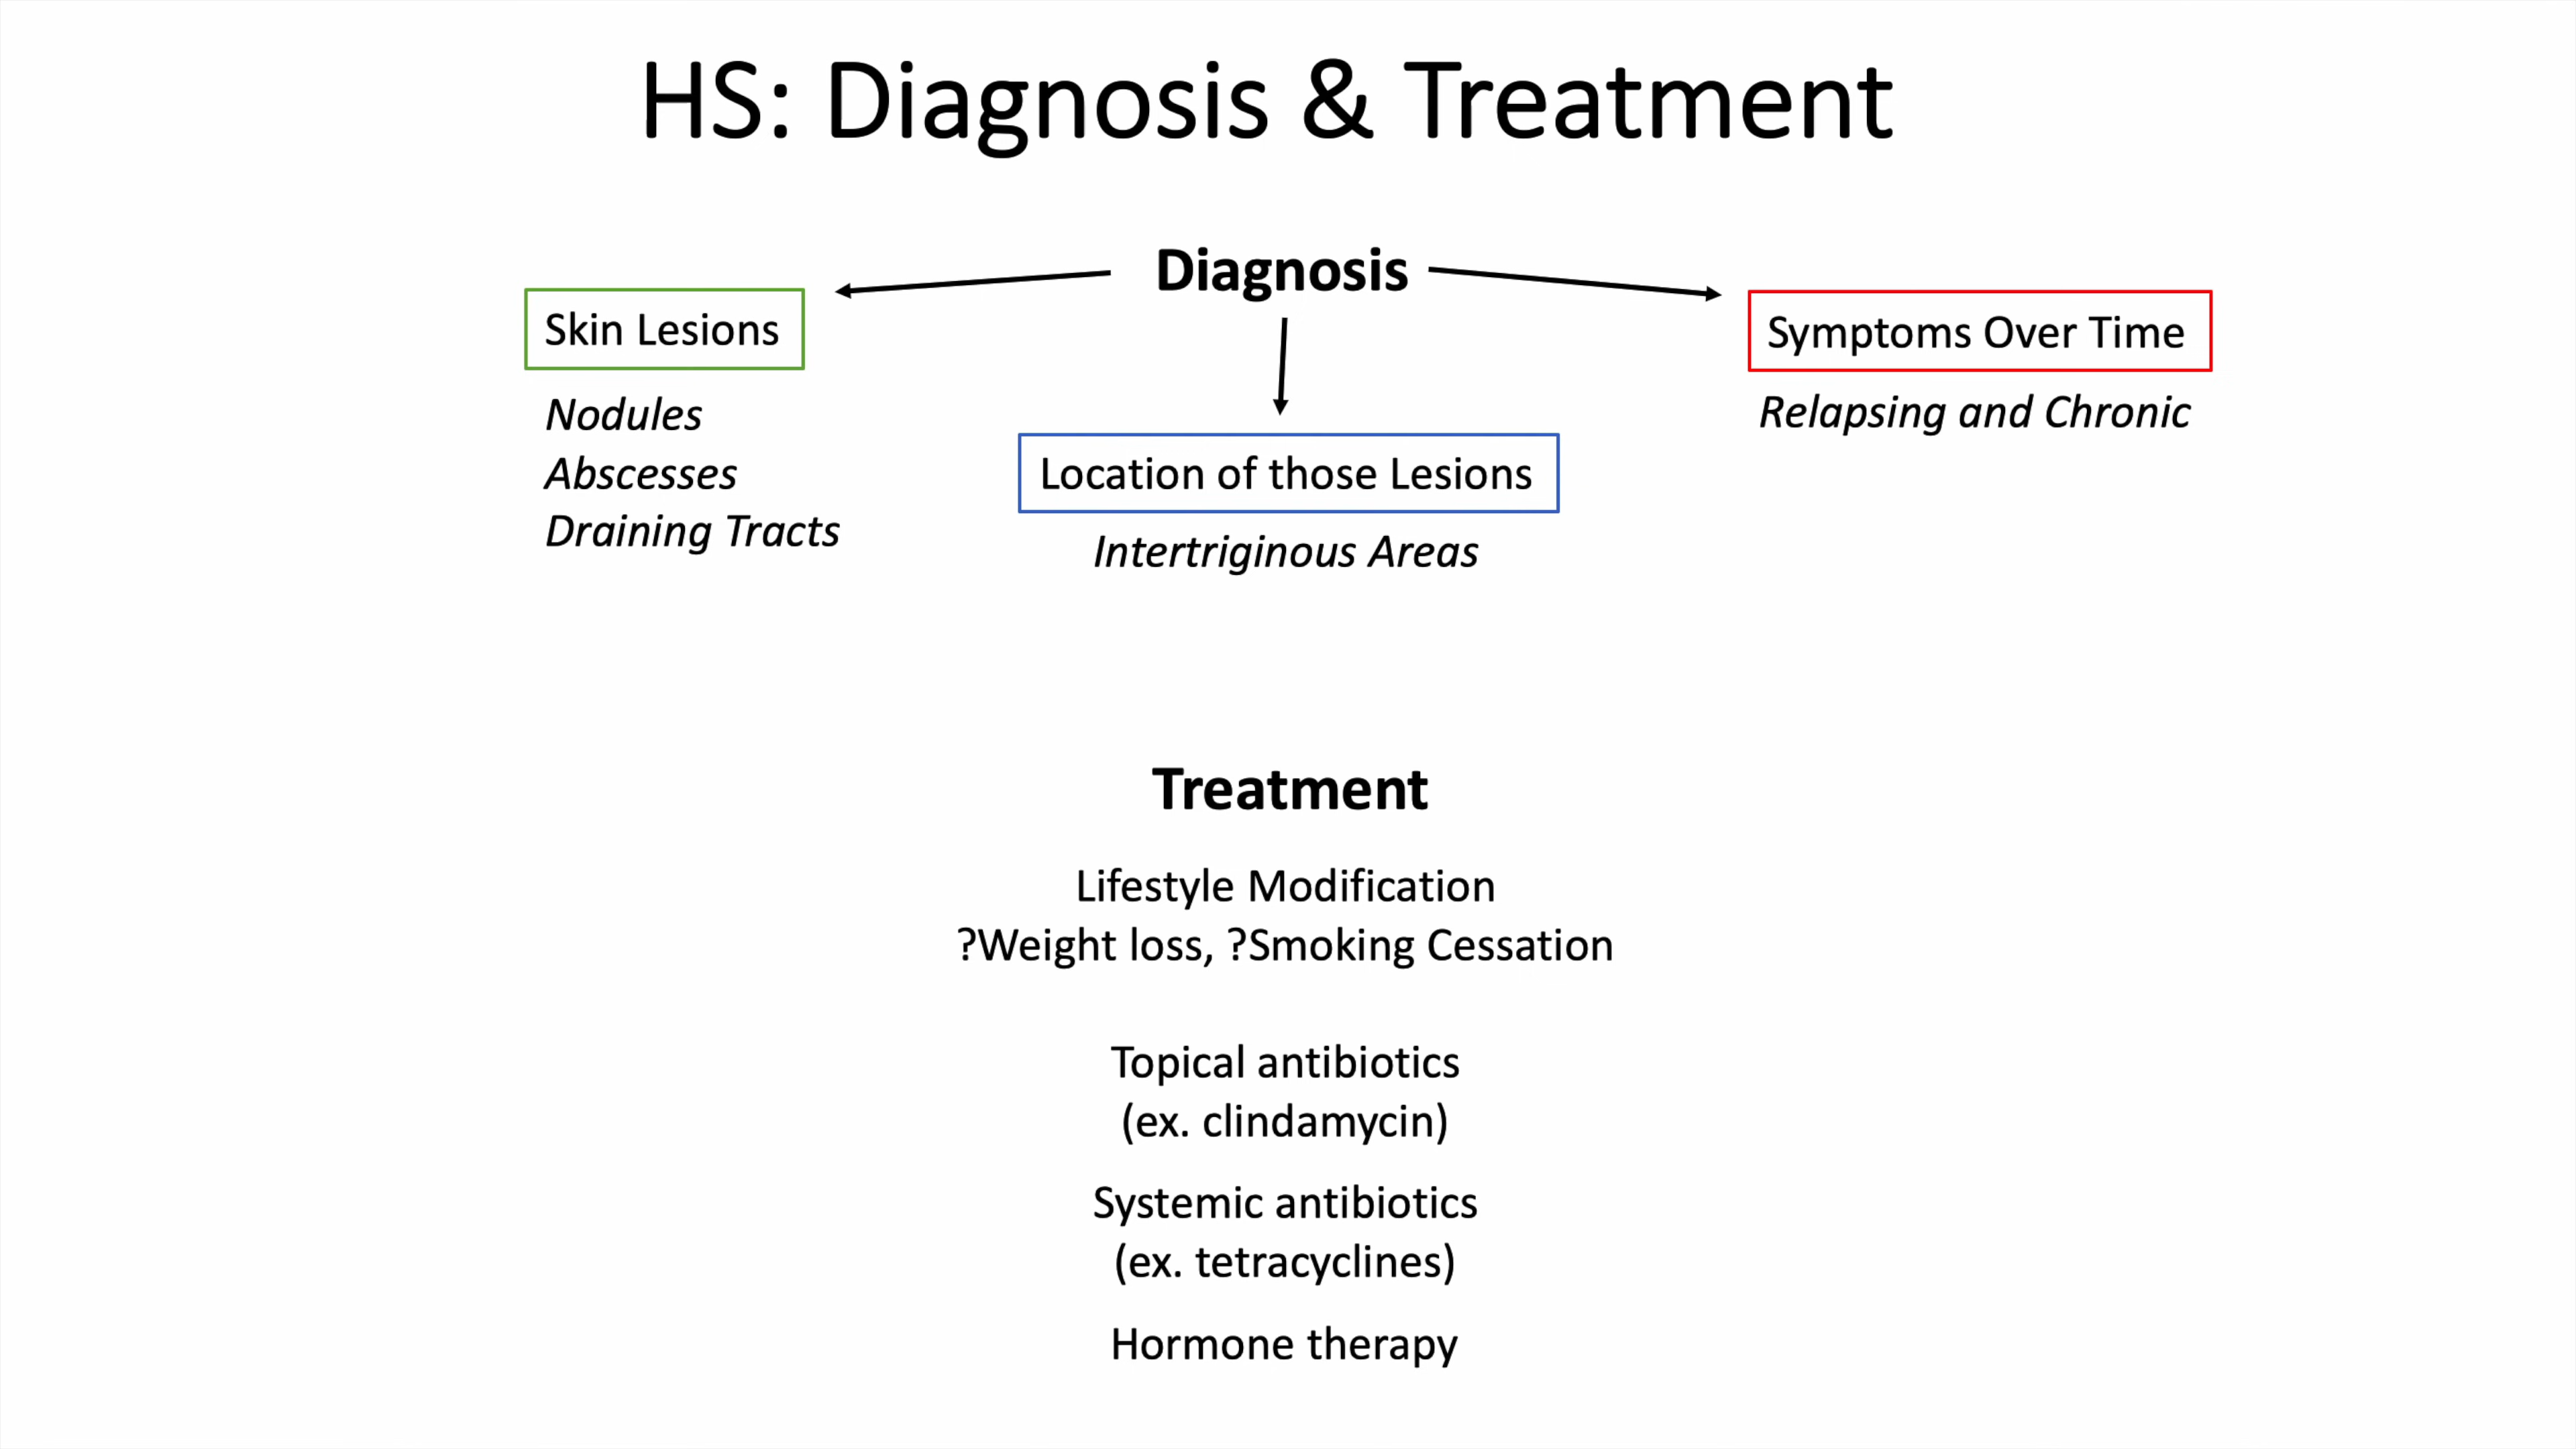 HS: Diagnosis & Treatment
Diagnosis
Skin Lesions
Nodules
Abscesses
Draining Tracts
Location of those Lesions
Intertriginous Areas
Symptoms Over Time
Relapsing and Chronic
Treatment
Lifestyle Modification
?Weight loss, ?Smoking Cessation
Topical antibiotics
(ex. clindamycin)
Systemic antibiotics
(ex. tetracyclines)
Hormone therapy